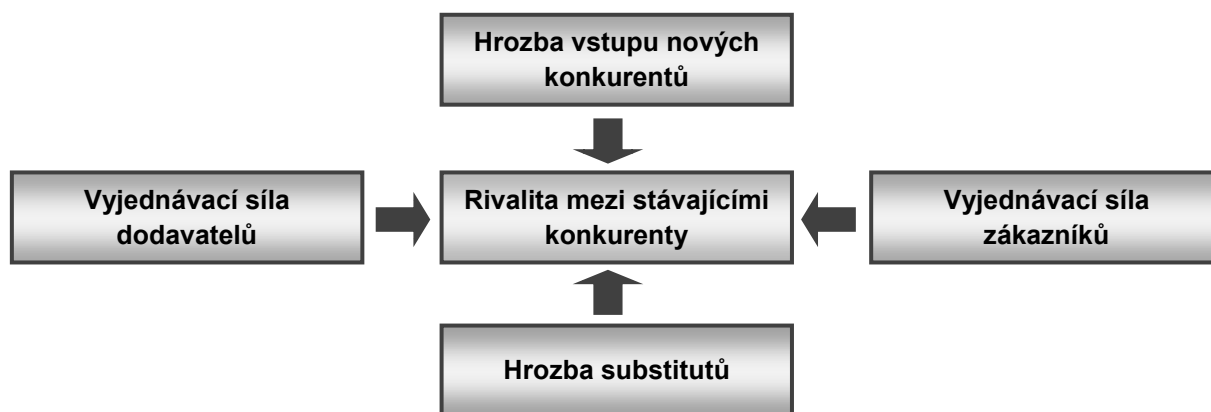 Hrozba vstupu nových
konkurentů
Vyjednávací síla
dodavatelů
Rivalita mezi stávajícími
konkurenty
Vyjednávací síla
zákazníků
Hrozba substitutů